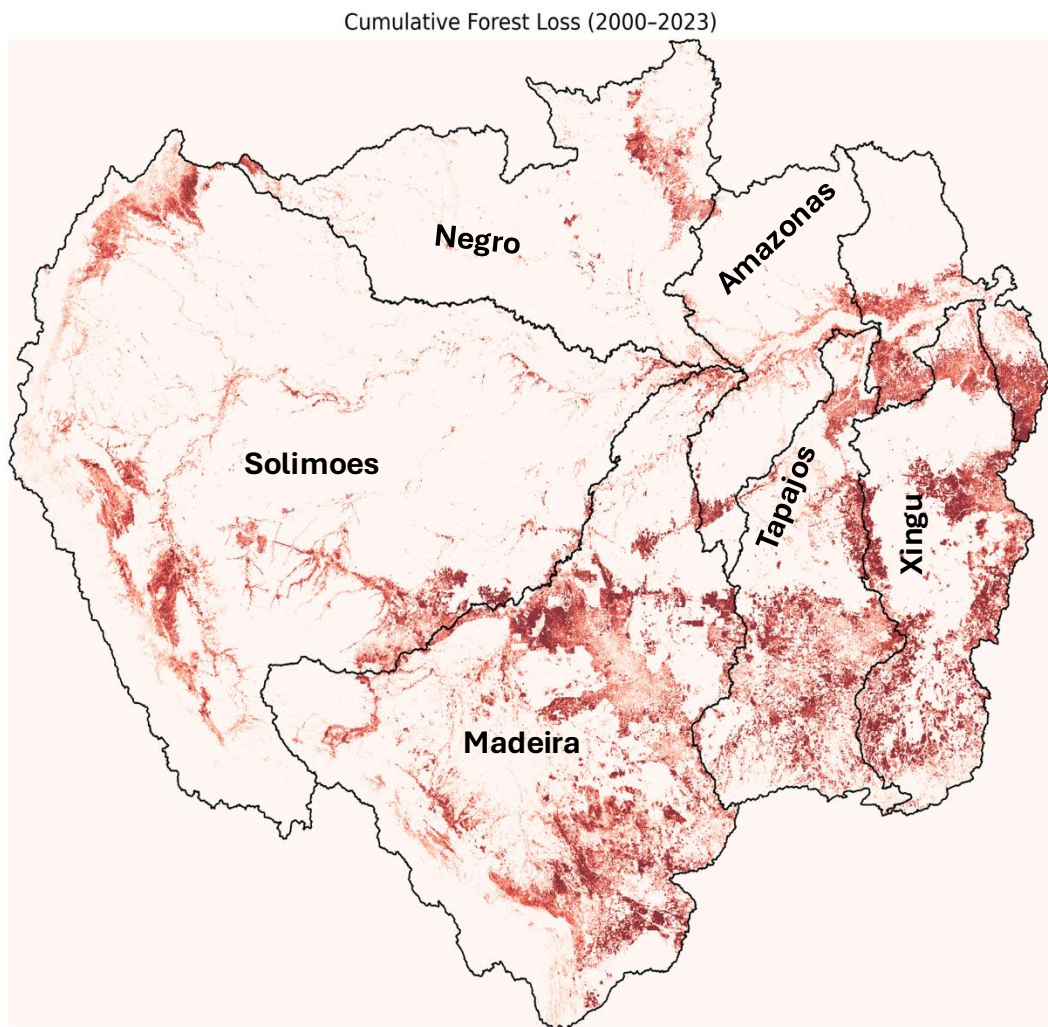 Cumulative Forest Loss (2000–2023)
Negro
Amazonas
Solimoes
Tapajos
Xingu
Madeira